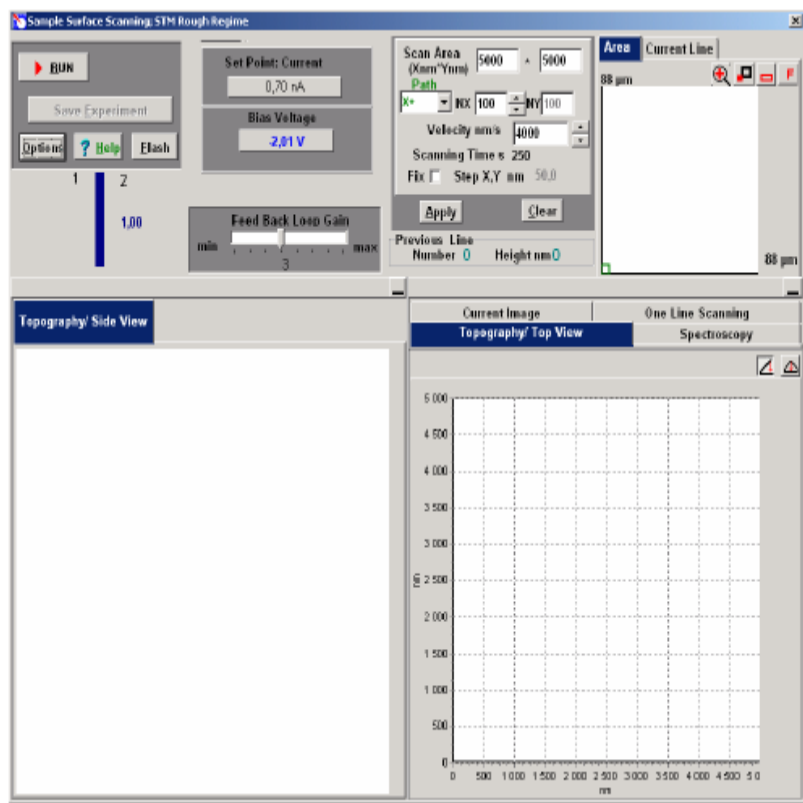 Sample Surface Scanning: STM Rough Regime
RUN
Save Experiment
Options
? Help
Flash
1 2
1,00
Set Point: Current
0,70 nA
Bias Voltage
-2,01 V
Feed Back Loop Gain
min max
3
Scan Area
(Xnm*Ynm) 5000 * 5000
Path
X+ NX 100 NY 100
Velocity nm/s 4000
Scanning Time s 250
Fix Step X,Y nm 50,0
Apply Clear
Previous Line
Number 0 Height nm 0
Area Current Line
88 µm
F
88 µm
Topography/ Side View
Current Image One Line Scanning
Topography/ Top View Spectroscopy
5 000
4 500
4 000
3 500
3 000
nm
2 500
2 000
1 500
1 000
500
0
0 500 1 000 1 500 2 000 2 500 3 000 3 500 4 000 4 500 5 0
nm